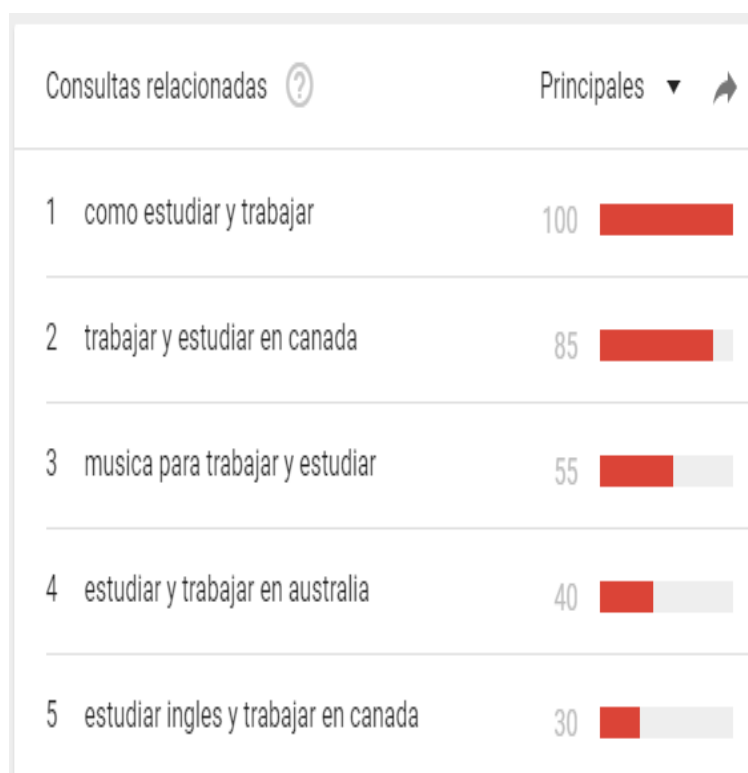 Consultas relacionadas ? Principales
1 como estudiar y trabajar 100
2 trabajar y estudiar en canada 85
3 musica para trabajar y estudiar 55
4 estudiar y trabajar en australia 40
5 estudiar ingles y trabajar en canada 30